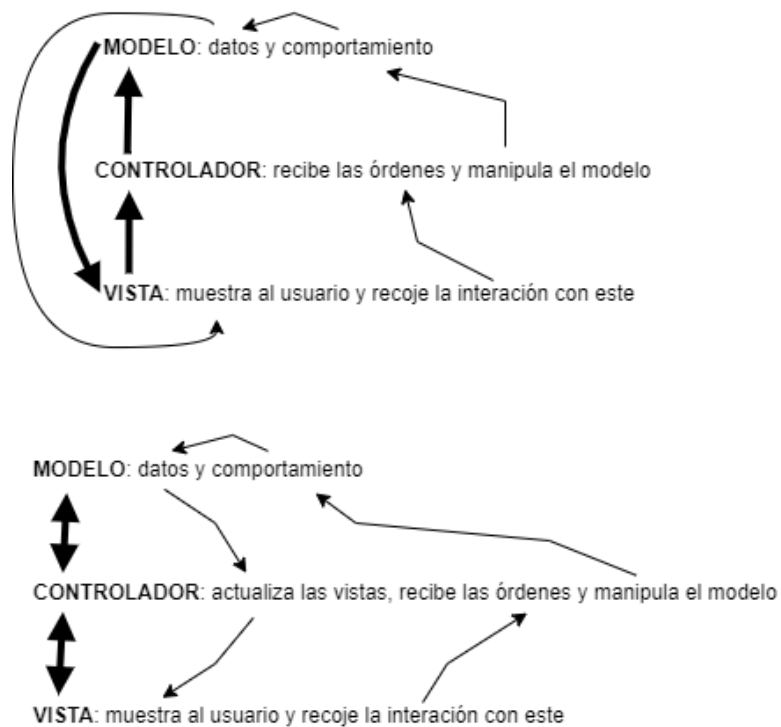 MODELO: datos y comportamiento
CONTROLADOR: recibe las órdenes y manipula el modelo
VISTA: muestra al usuario y recoje la interación con este
MODELO: datos y comportamiento
CONTROLADOR: actualiza las vistas, recibe las órdenes y manipula el modelo
VISTA: muestra al usuario y recoje la interación con este